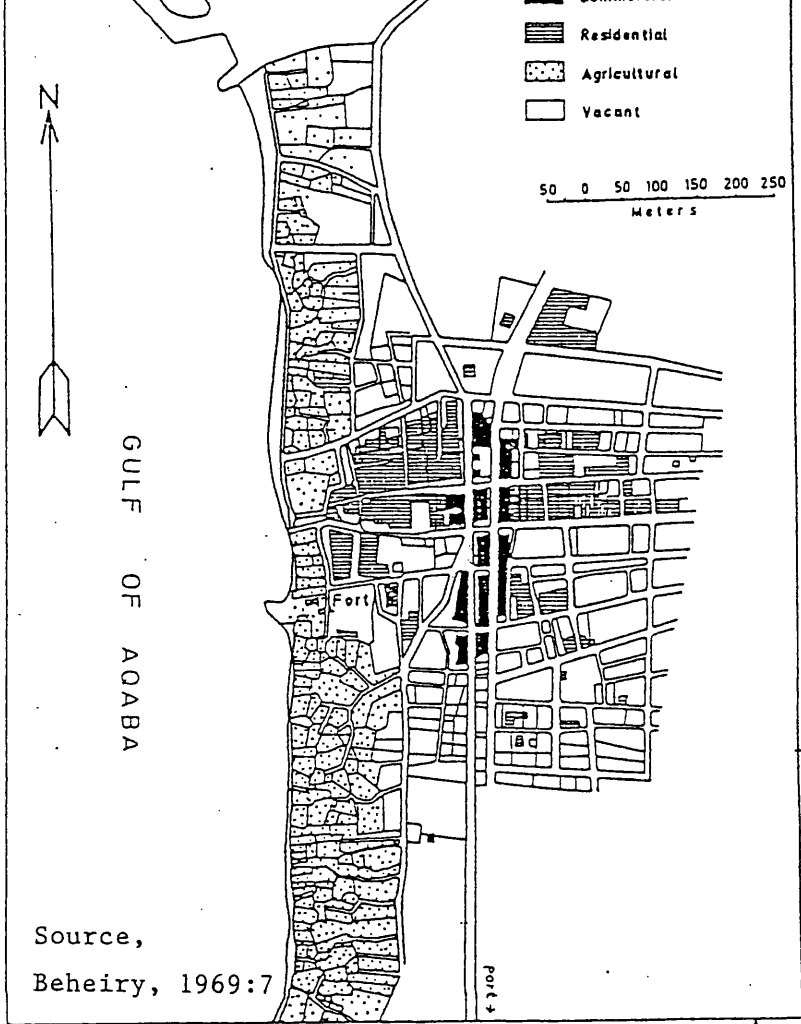 Residential
Agricultural
Vacant
50 0 50 100 150 200 250
Meters
N
GULF OF AQABA
Fort
Source,
Beheiry, 1969:7
Port →